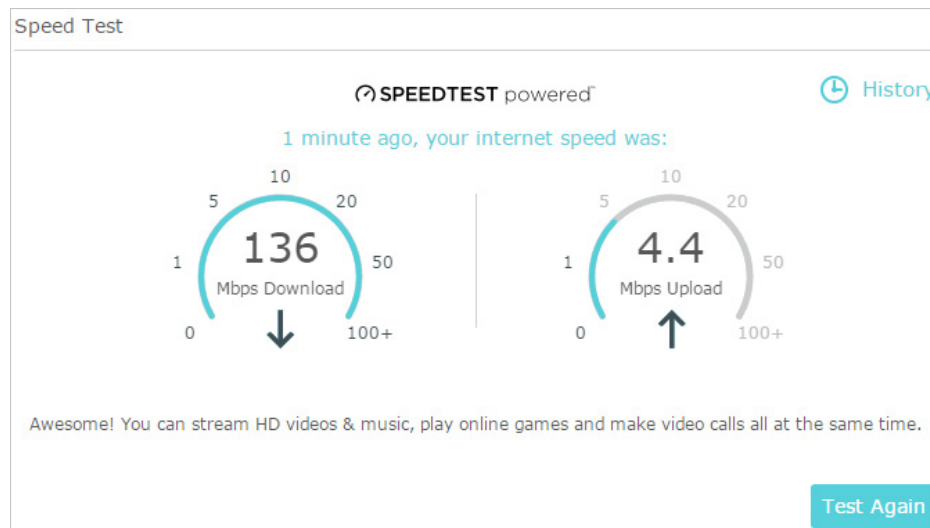 Speed Test
SPEEDTEST powered™
History
1 minute ago, your internet speed was:
10
5 20
136
1 50
Mbps Download
0 100+
10
5 20
4.4
1 50
Mbps Upload
0 100+
Awesome! You can stream HD videos & music, play online games and make video calls all at the same time.
Test Again